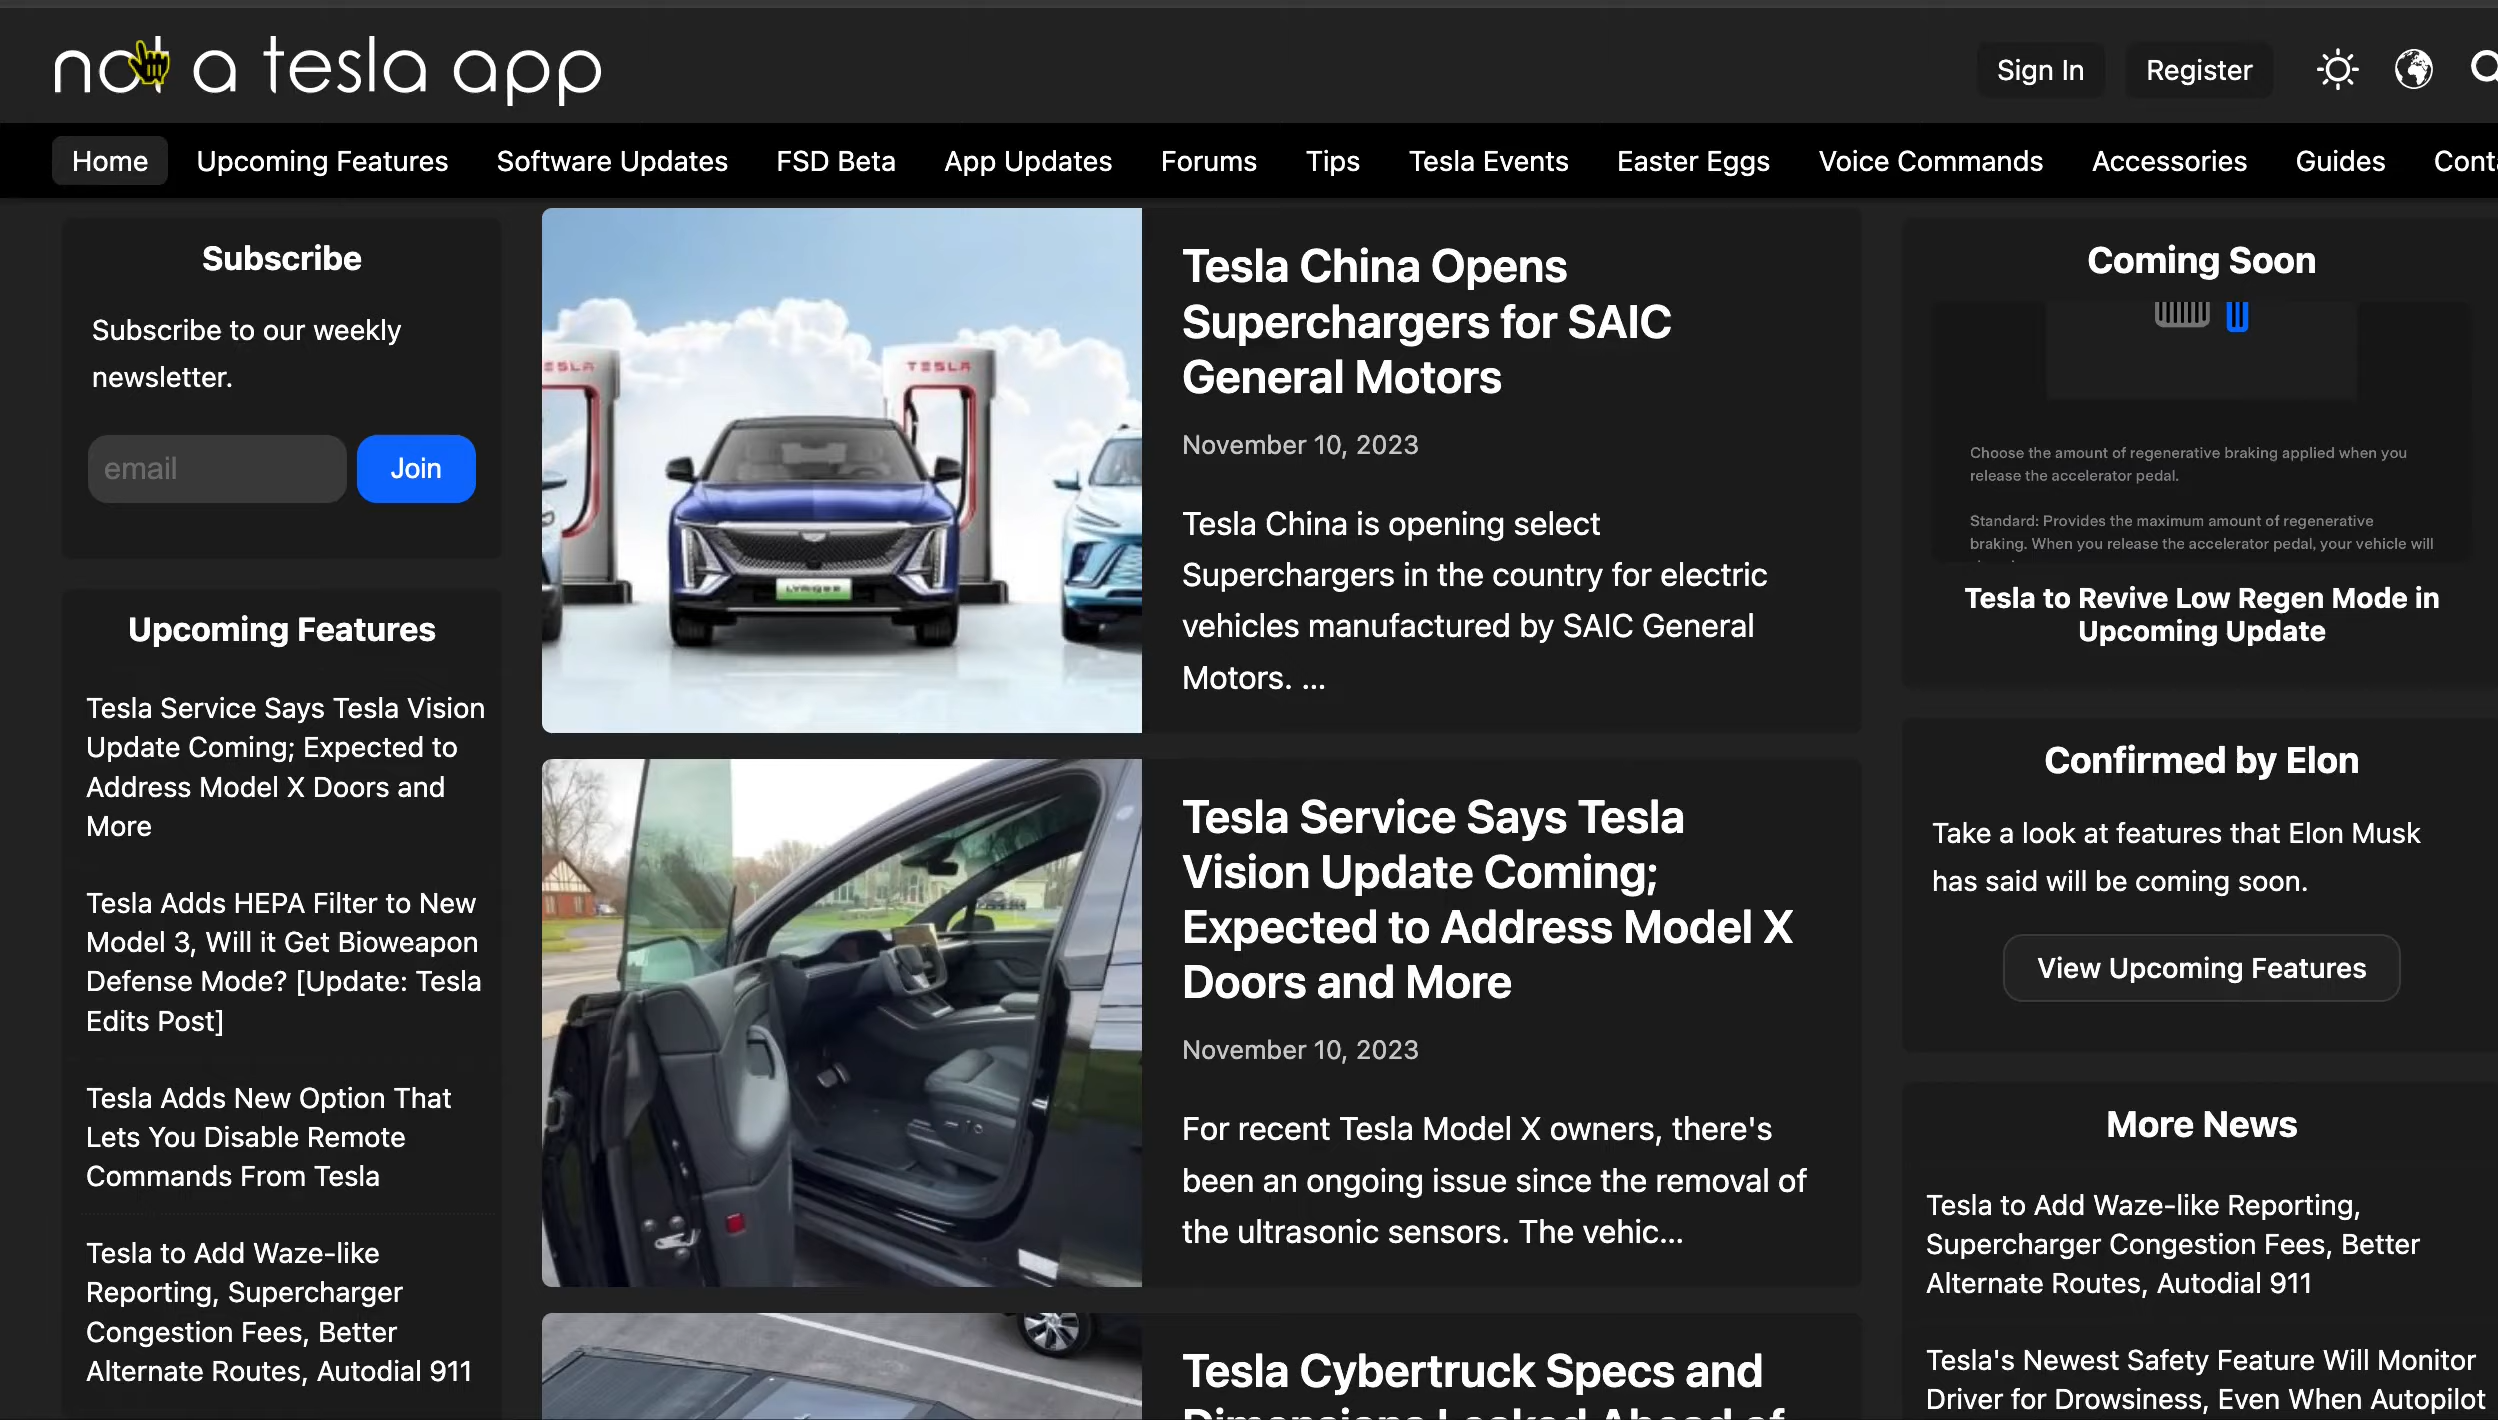 not a tesla app
Sign In
Register
Home
Upcoming Features
Software Updates
FSD Beta
App Updates
Forums
Tips
Tesla Events
Easter Eggs
Voice Commands
Accessories
Guides
Subscribe
Subscribe to our weekly
newsletter.
email
Join
Upcoming Features
Tesla Service Says Tesla Vision
Update Coming; Expected to
Address Model X Doors and
More
Tesla Adds HEPA Filter to New
Model 3, Will it Get Bioweapon
Defense Mode? [Update: Tesla
Edits Post]
Tesla Adds New Option That
Lets You Disable Remote
Commands From Tesla
Tesla to Add Waze-like
Reporting, Supercharger
Congestion Fees, Better
Alternate Routes, Autodial 911
TESLA
Tesla China Opens
Superchargers for SAIC
General Motors
November 10, 2023
Tesla China is opening select
Superchargers in the country for electric
vehicles manufactured by SAIC General
Motors. ...
Tesla Service Says Tesla
Vision Update Coming;
Expected to Address Model X
Doors and More
November 10, 2023
For recent Tesla Model X owners, there's
been an ongoing issue since the removal of
the ultrasonic sensors. The vehic...
Tesla Cybertruck Specs and
Coming Soon
Choose the amount of regenerative braking applied when you
release the accelerator pedal.
Standard: Provides the maximum amount of regenerative
braking. When you release the accelerator pedal, your vehicle will
Tesla to Revive Low Regen Mode in
Upcoming Update
Confirmed by Elon
Take a look at features that Elon Musk
has said will be coming soon.
View Upcoming Features
More News
Tesla to Add Waze-like Reporting,
Supercharger Congestion Fees, Better
Alternate Routes, Autodial 911
Tesla's Newest Safety Feature Will Monitor
Driver for Drowsiness, Even When Autopilot